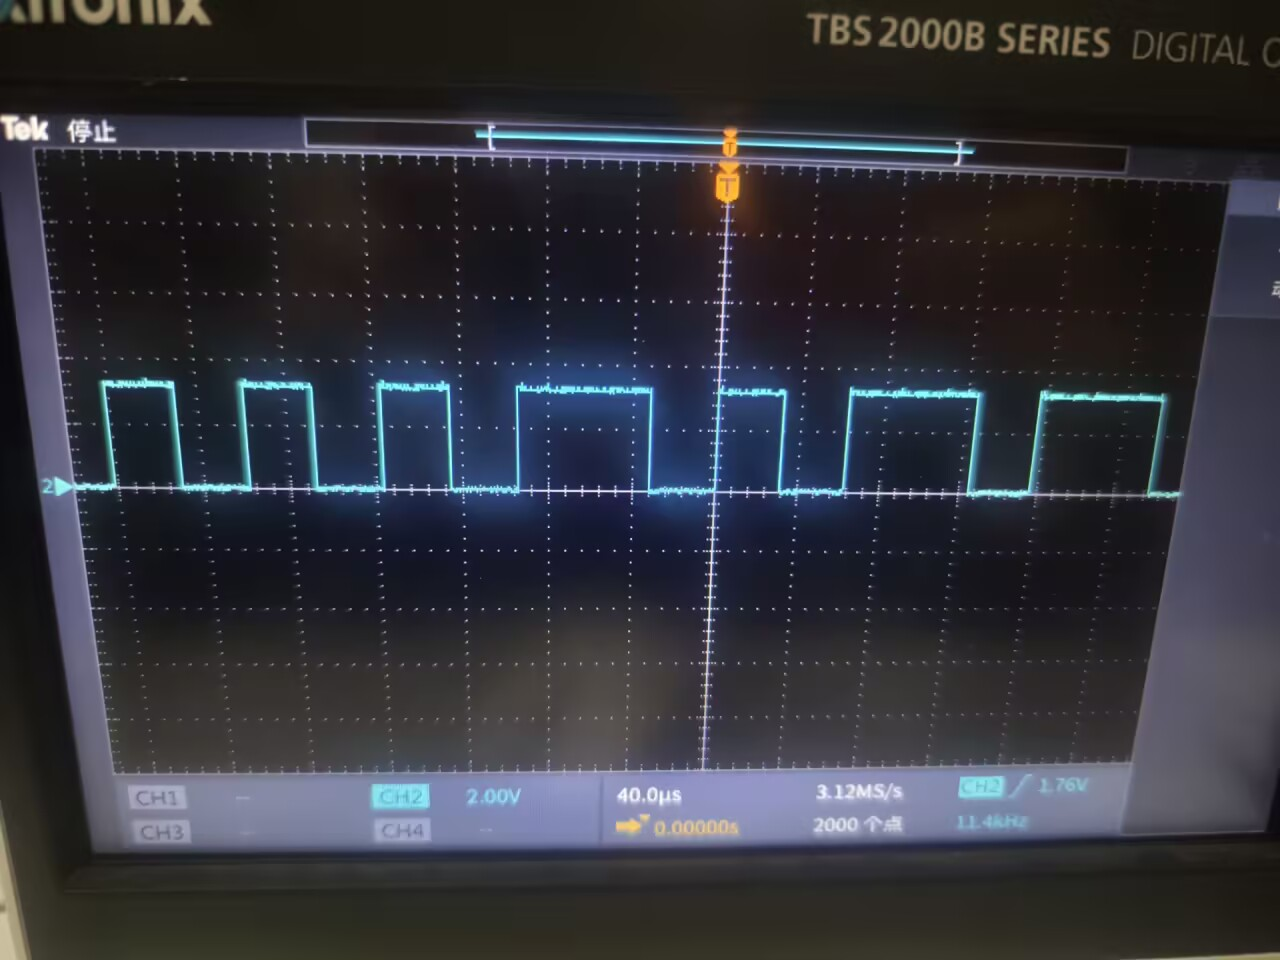 TBS 2000B SERIES DIGITAL
Tek 停止
T
T
2
CH1 -- CH2 2.00V 40.0μs 3.12MS/s CH2 / 1.76V
CH3 -- CH4 -- 0.00000s 2000 个点 11.4kHz